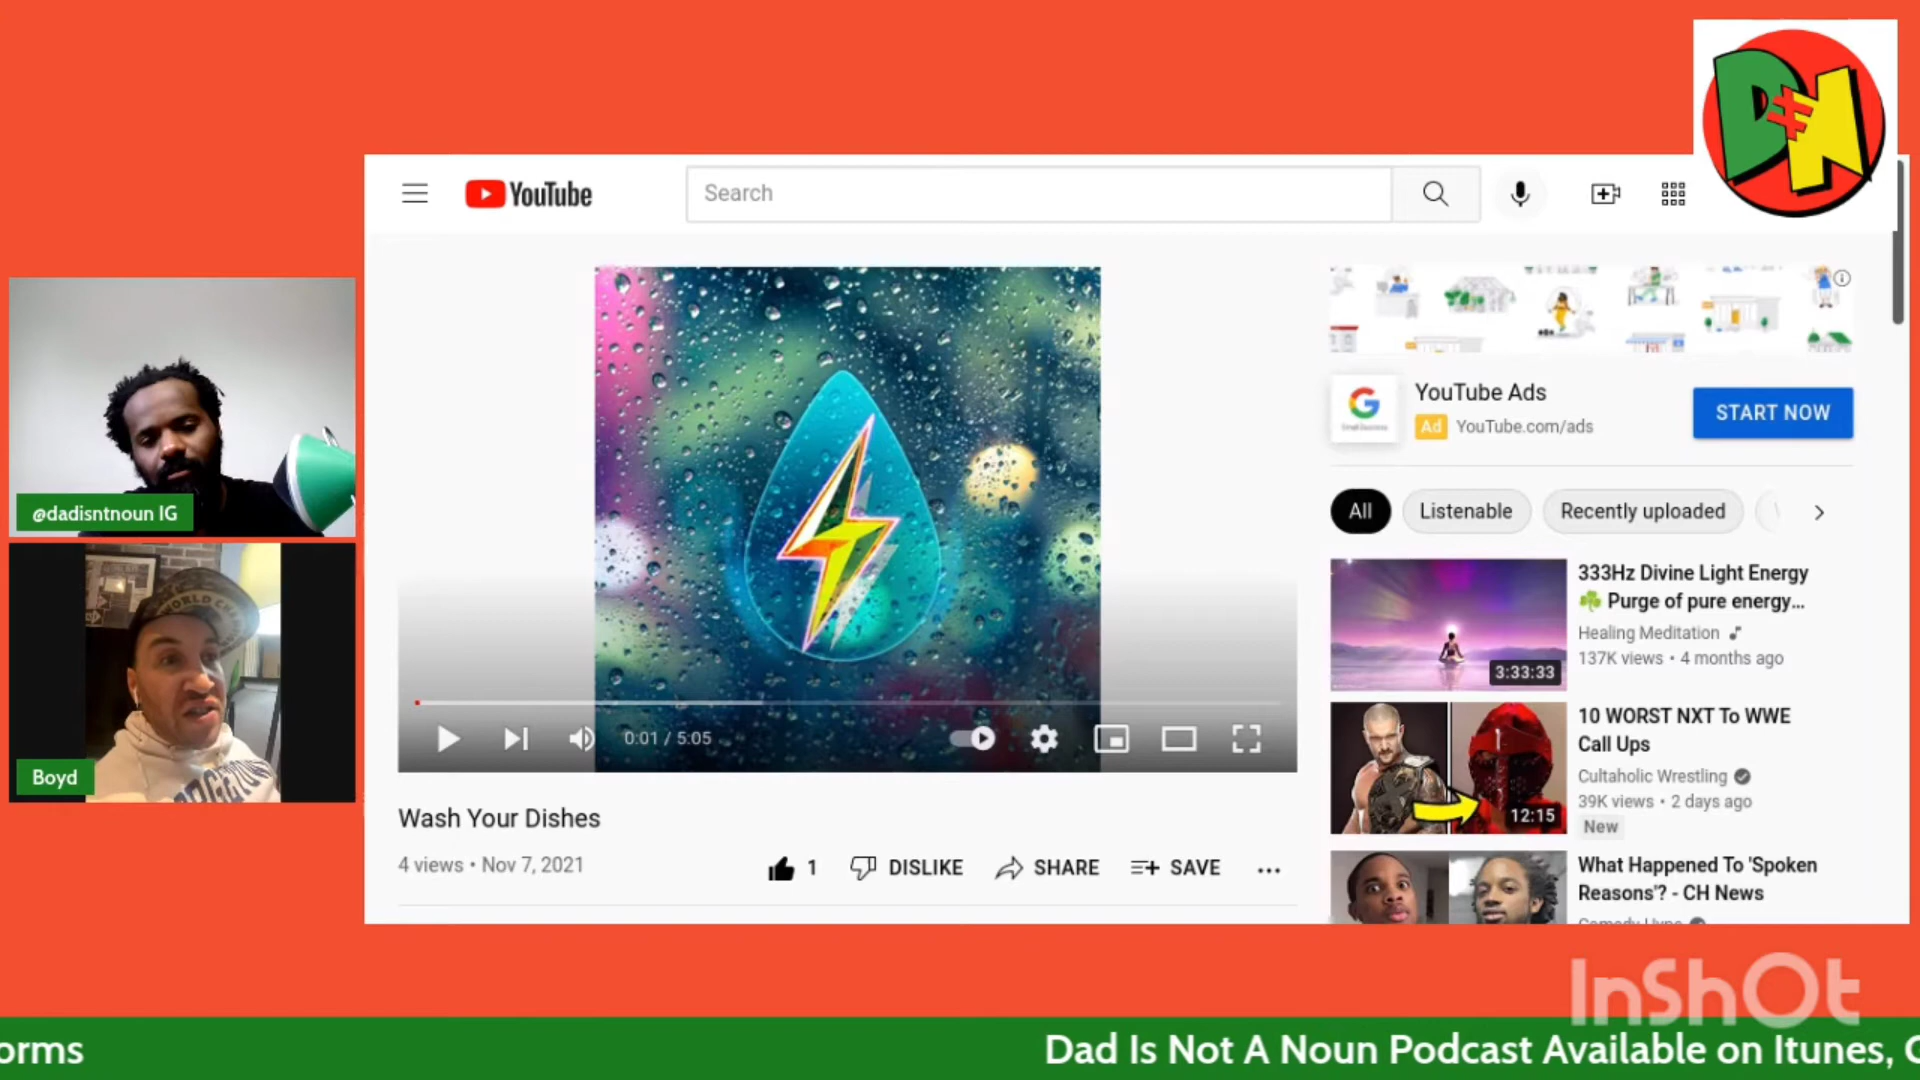 YouTube
Search
YouTube Ads
Ad YouTube.com/ads
START NOW
All
Listenable
Recently uploaded
@dadisntnoun IG
WORLD CHA
Boyd
0:01 / 5:05
Wash Your Dishes
4 views • Nov 7, 2021
1
DISLIKE
SHARE
SAVE
333Hz Divine Light Energy
Purge of pure energy...
Healing Meditation
137K views • 4 months ago
3:33:33
10 WORST NXT To WWE
Call Ups
Cultaholic Wrestling
39K views • 2 days ago
New
12:15
What Happened To 'Spoken
Reasons'? - CH News
InShOt
orms
Dad Is Not A Noun Podcast Available on Itunes,